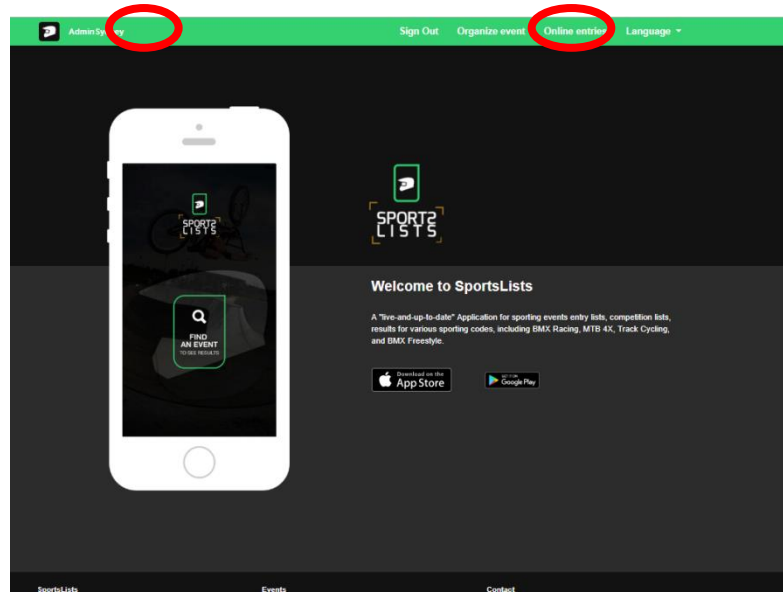 Admin Sydney
Sign Out Organize event Online entries Language
SPORTS
LISTS
FIND
AN EVENT
TO SEE RESULTS
SPORTS
LISTS
Welcome to SportsLists
A "live-and-up-to-date" Application for sporting events entry lists, competition lists,
results for various sporting codes, including BMX Racing, MTB 4X, Track Cycling,
and BMX Freestyle.
Download on the
App Store
GET IT ON
Google Play
SportsLists Events Contact